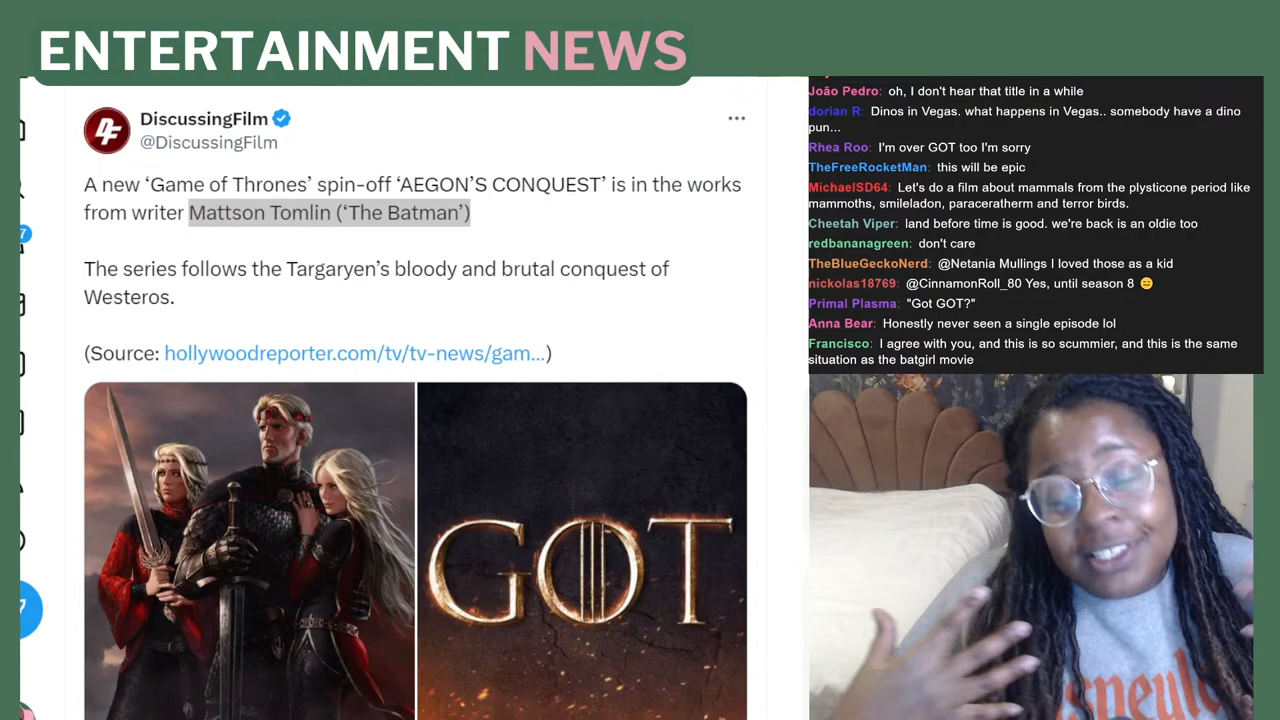 ENTERTAINMENT NEWS
DiscussingFilm
@DiscussingFilm
A new ‘Game of Thrones’ spin-off ‘AEGON’S CONQUEST’ is in the works
from writer Mattson Tomlin (‘The Batman’)
The series follows the Targaryen’s bloody and brutal conquest of
Westeros.
(Source: hollywoodreporter.com/tv/tv-news/gam...)
GOT
João Pedro: oh, I don't hear that title in a while
dorian R: Dinos in Vegas. what happens in Vegas.. somebody have a dino
pun...
Rhea Roo: I'm over GOT too I'm sorry
TheFreeRocketMan: this will be epic
MichaelSD64: Let's do a film about mammals from the plysticone period like
mammoths, smileladon, paraceratherm and terror birds.
Cheetah Viper: land before time is good. we're back is an oldie too
redbananagreen: don't care
TheBlueGeckoNerd: @Netania Mullings I loved those as a kid
nickolas18769: @CinnamonRoll_80 Yes, until season 8 😑
Primal Plasma: "Got GOT?"
Anna Bear: Honestly never seen a single episode lol
Francisco: I agree with you, and this is so scummier, and this is the same
situation as the batgirl movie